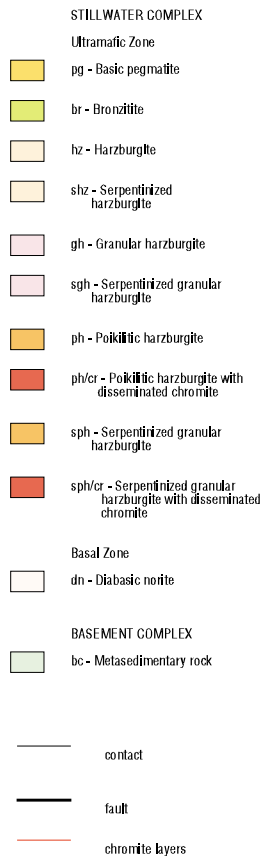 STILLWATER COMPLEX
Ultramafic Zone
pg - Basic pegmatite
br - Bronzitite
hz - Harzburgite
shz - Serpentinized
harzburgite
gh - Granular harzburgite
sgh - Serpentinized granular
harzburgite
ph - Poikilitic harzburgite
ph/cr - Poikilitic harzburgite with
disseminated chromite
sph - Serpentinized granular
harzburgite
sph/cr - Serpentinized granular
harzburgite with disseminated
chromite
Basal Zone
dn - Diabasic norite
BASEMENT COMPLEX
bc - Metasedimentary rock
contact
fault
chromite layers